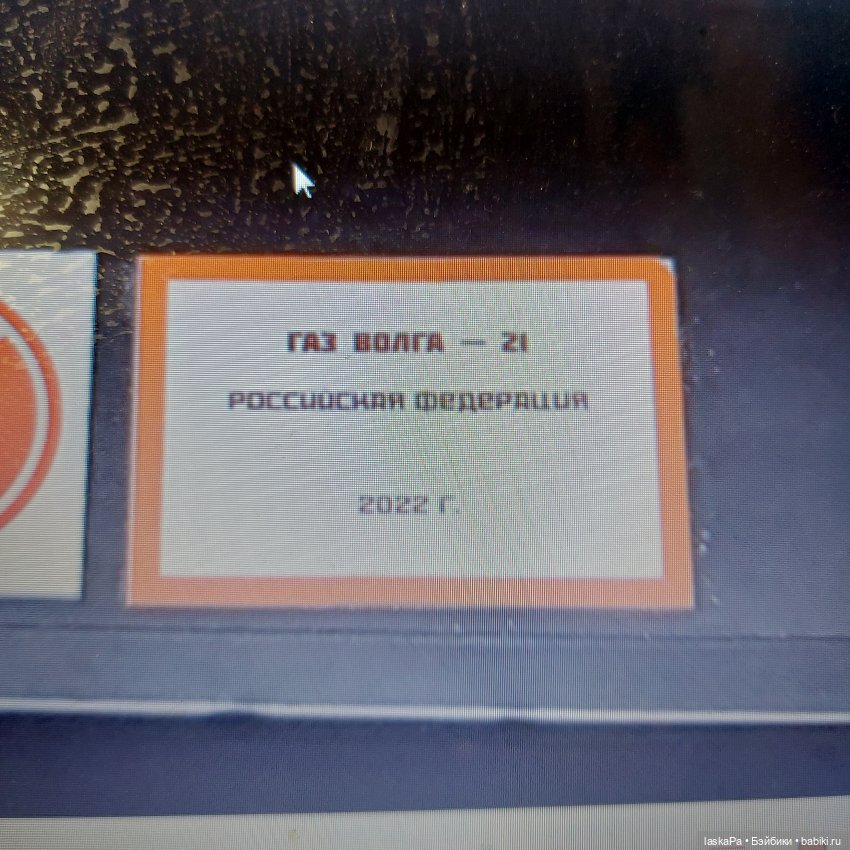 ГАЗ ВОЛГА — 21
РОССИЙСКАЯ ФЕДЕРАЦИЯ
2022 Г.
laskaPa • Бэйбики • babiki.ru